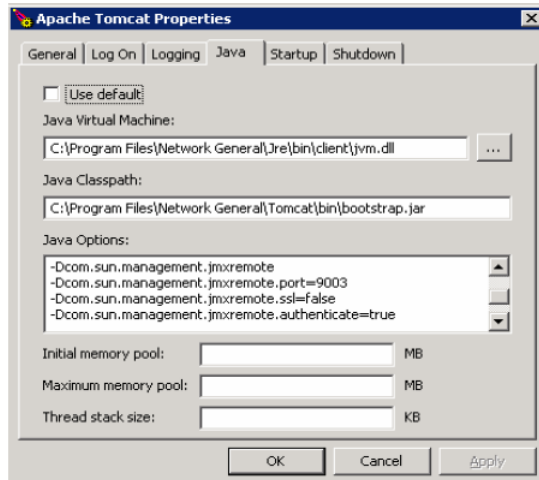 Apache Tomcat Properties
General Log On Logging Java Startup Shutdown
Use default
Java Virtual Machine:
C:\Program Files\Network General\Jre\bin\client\jvm.dll
...
Java Classpath:
C:\Program Files\Network General\Tomcat\bin\bootstrap.jar
Java Options:
-Dcom.sun.management.jmxremote
-Dcom.sun.management.jmxremote.port=9003
-Dcom.sun.management.jmxremote.ssl=false
-Dcom.sun.management.jmxremote.authenticate=true
Initial memory pool: MB
Maximum memory pool: MB
Thread stack size: KB
OK Cancel Apply